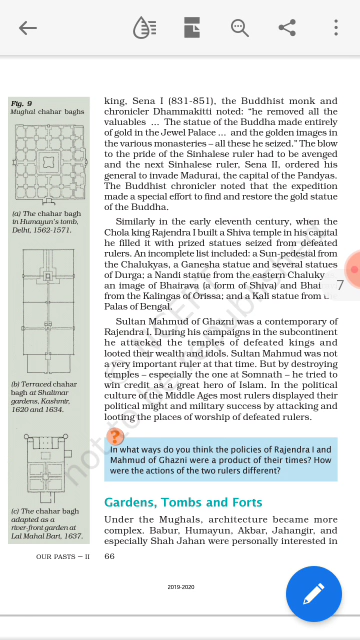 Fig. 9
Mughal chahar baghs
(a) The chahar bagh
in Humayun's tomb,
Delhi, 1562-1571.
(b) Terraced chahar
bagh at Shalimar
gardens, Kashmir,
1620 and 1634.
(c) The chahar bagh
adapted as a
river-front garden at
Lal Mahal Bari, 1637.
king, Sena I (831-851), the Buddhist monk and
chronicler Dhammakitti noted: “he removed all the
valuables ... The statue of the Buddha made entirely
of gold in the Jewel Palace ... and the golden images in
the various monasteries – all these he seized.” The blow
to the pride of the Sinhalese ruler had to be avenged
and the next Sinhalese ruler, Sena II, ordered his
general to invade Madurai, the capital of the Pandyas.
The Buddhist chronicler noted that the expedition
made a special effort to find and restore the gold statue
of the Buddha.
Similarly in the early eleventh century, when the
Chola king Rajendra I built a Shiva temple in his capital
he filled it with prized statues seized from defeated
rulers. An incomplete list included: a Sun-pedestal from
the Chalukyas, a Ganesha statue and several statues
of Durga; a Nandi statue from the eastern Chaluky
an image of Bhairava (a form of Shiva) and Bhai
from the Kalingas of Orissa; and a Kali statue from
Palas of Bengal.
7
Sultan Mahmud of Ghazni was a contemporary of
Rajendra I. During his campaigns in the subcontinent
he attacked the temples of defeated kings and
looted their wealth and idols. Sultan Mahmud was not
a very important ruler at that time. But by destroying
temples – especially the one at Somnath – he tried to
win credit as a great hero of Islam. In the political
culture of the Middle Ages most rulers displayed their
political might and military success by attacking and
looting the places of worship of defeated rulers.
?
In what ways do you think the policies of Rajendra I and
Mahmud of Ghazni were a product of their times? How
were the actions of the two rulers different?
Gardens, Tombs and Forts
Under the Mughals, architecture became more
complex. Babur, Humayun, Akbar, Jahangir, and
especially Shah Jahan were personally interested in
OUR PASTS – II 66
2019-2020